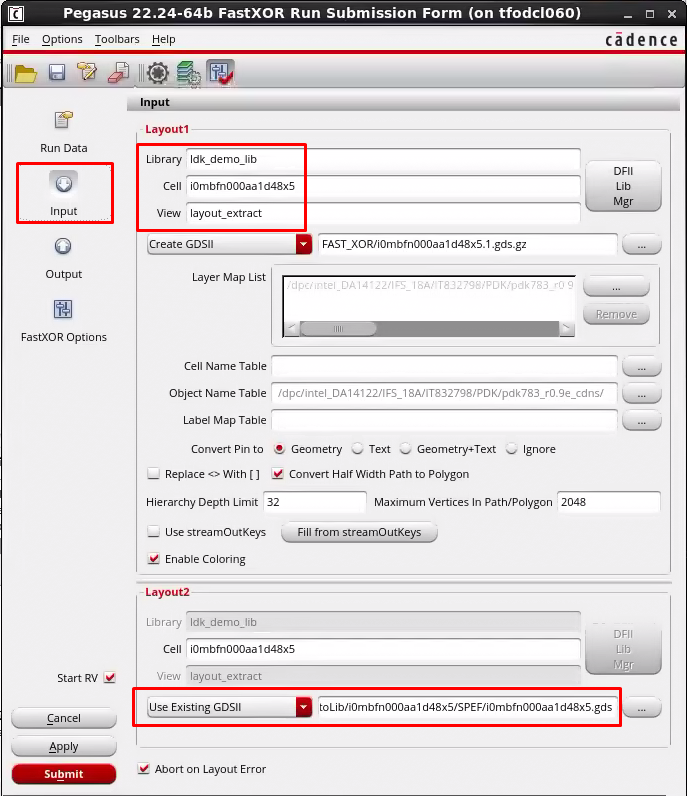 Pegasus 22.24-64b FastXOR Run Submission Form (on tfodcl060)
File Options Toolbars Help
cādence
Run Data
Input
Output
FastXOR Options
Start RV
Cancel
Apply
Submit
Input
Layout1
Library ldk_demo_lib
Cell i0mbfn000aa1d48x5
View layout_extract
DFII
Lib
Mgr
Create GDSII FAST_XOR/i0mbfn000aa1d48x5.1.gds.gz ...
Layer Map List /dpc/intel_DA14122/IFS_18A/IT832798/PDK/pdk783_r0.9 ...
Remove
Cell Name Table ...
Object Name Table /dpc/intel_DA14122/IFS_18A/IT832798/PDK/pdk783_r0.9e_cdns/ ...
Label Map Table ...
Convert Pin to Geometry Text Geometry+Text Ignore
Replace <> With [ ] Convert Half Width Path to Polygon
Hierarchy Depth Limit 32 Maximum Vertices In Path/Polygon 2048
Use streamOutKeys Fill from streamOutKeys
Enable Coloring
Layout2
Library ldk_demo_lib
Cell i0mbfn000aa1d48x5
View layout_extract
DFII
Lib
Mgr
Use Existing GDSII toLib/i0mbfn000aa1d48x5/SPEF/i0mbfn000aa1d48x5.gds ...
Abort on Layout Error